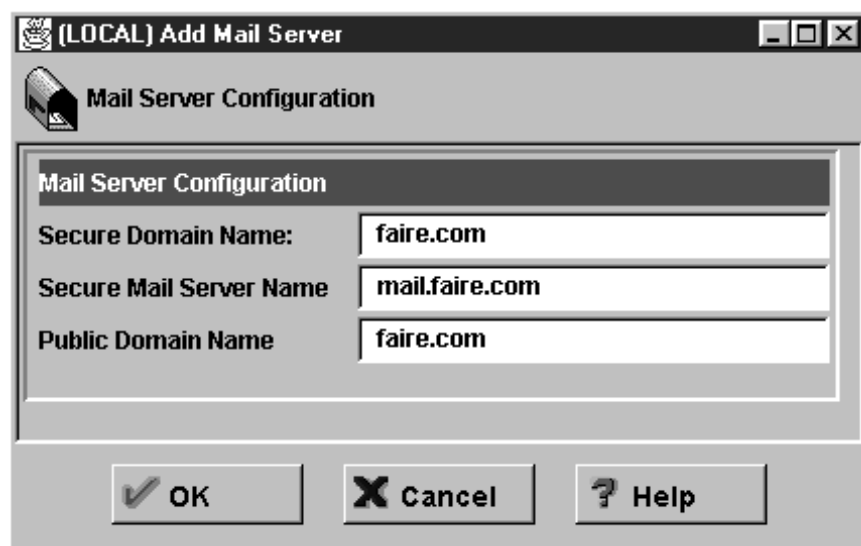 (LOCAL) Add Mail Server
Mail Server Configuration
Mail Server Configuration
Secure Domain Name: faire.com
Secure Mail Server Name mail.faire.com
Public Domain Name faire.com
OK Cancel Help